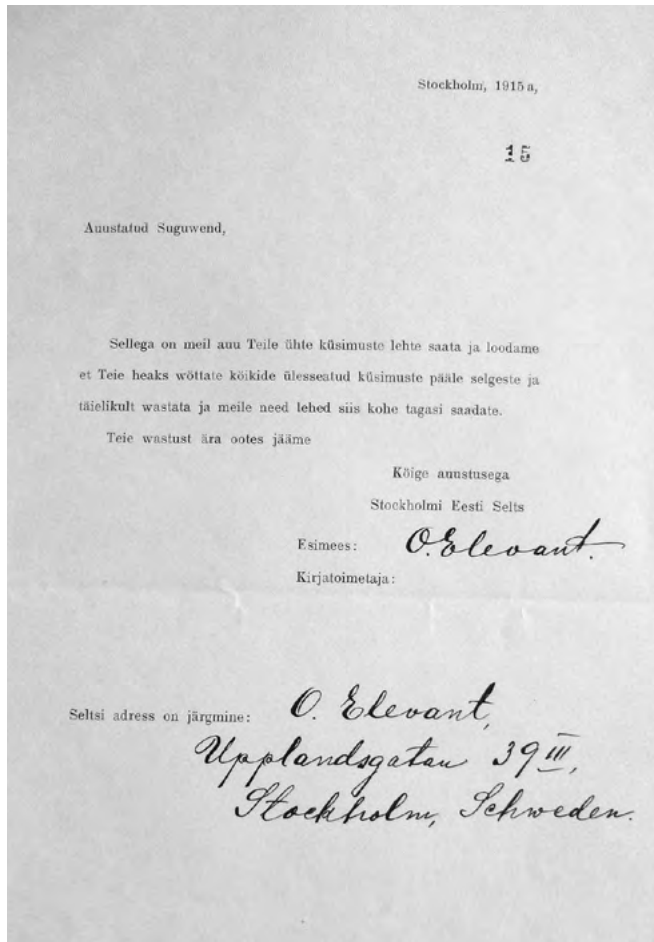 Stockholm, 1915 a,
15
Auustatud Suguwend,
Sellega on meil auu Teile ühte küsimuste lehte saata ja loodame
et Teie heaks wõttate kõikide ülesseatud küsimuste pääle selgeste ja
täielikult wastata ja meile need lehed siis kohe tagasi saadate.
Teie wastust ära ootes jääme
Kõige auustusega
Stockholmi Eesti Selts
Esimees: O. Elevant.
Kirjatoimetaja:
Seltsi adress on järgmine: O. Elevant,
Upplandsgatan 39 III,
Stockholm, Schweden.